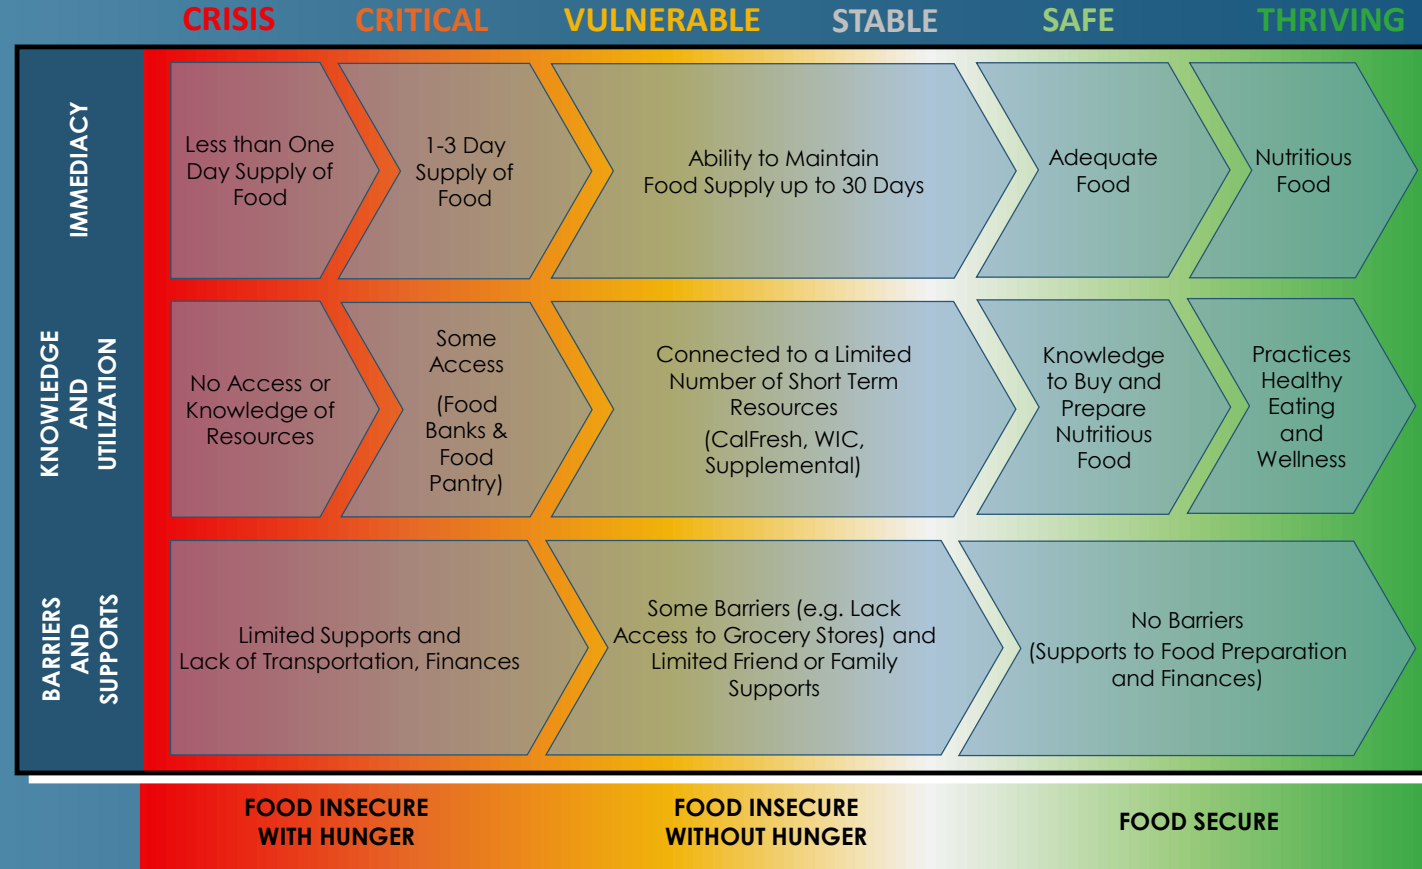 CRISIS CRITICAL VULNERABLE STABLE SAFE THRIVING
IMMEDIACY
Less than One
Day Supply of
Food
1-3 Day
Supply of
Food
Ability to Maintain
Food Supply up to 30 Days
Adequate
Food
Nutritious
Food
KNOWLEDGE
AND
UTILIZATION
No Access or
Knowledge of
Resources
Some
Access
(Food
Banks &
Food
Pantry)
Connected to a Limited
Number of Short Term
Resources
(CalFresh, WIC,
Supplemental)
Knowledge
to Buy and
Prepare
Nutritious
Food
Practices
Healthy
Eating
and
Wellness
BARRIERS
AND
SUPPORTS
Limited Supports and
Lack of Transportation, Finances
Some Barriers (e.g. Lack
Access to Grocery Stores) and
Limited Friend or Family
Supports
No Barriers
(Supports to Food Preparation
and Finances)
FOOD INSECURE
WITH HUNGER
FOOD INSECURE
WITHOUT HUNGER
FOOD SECURE